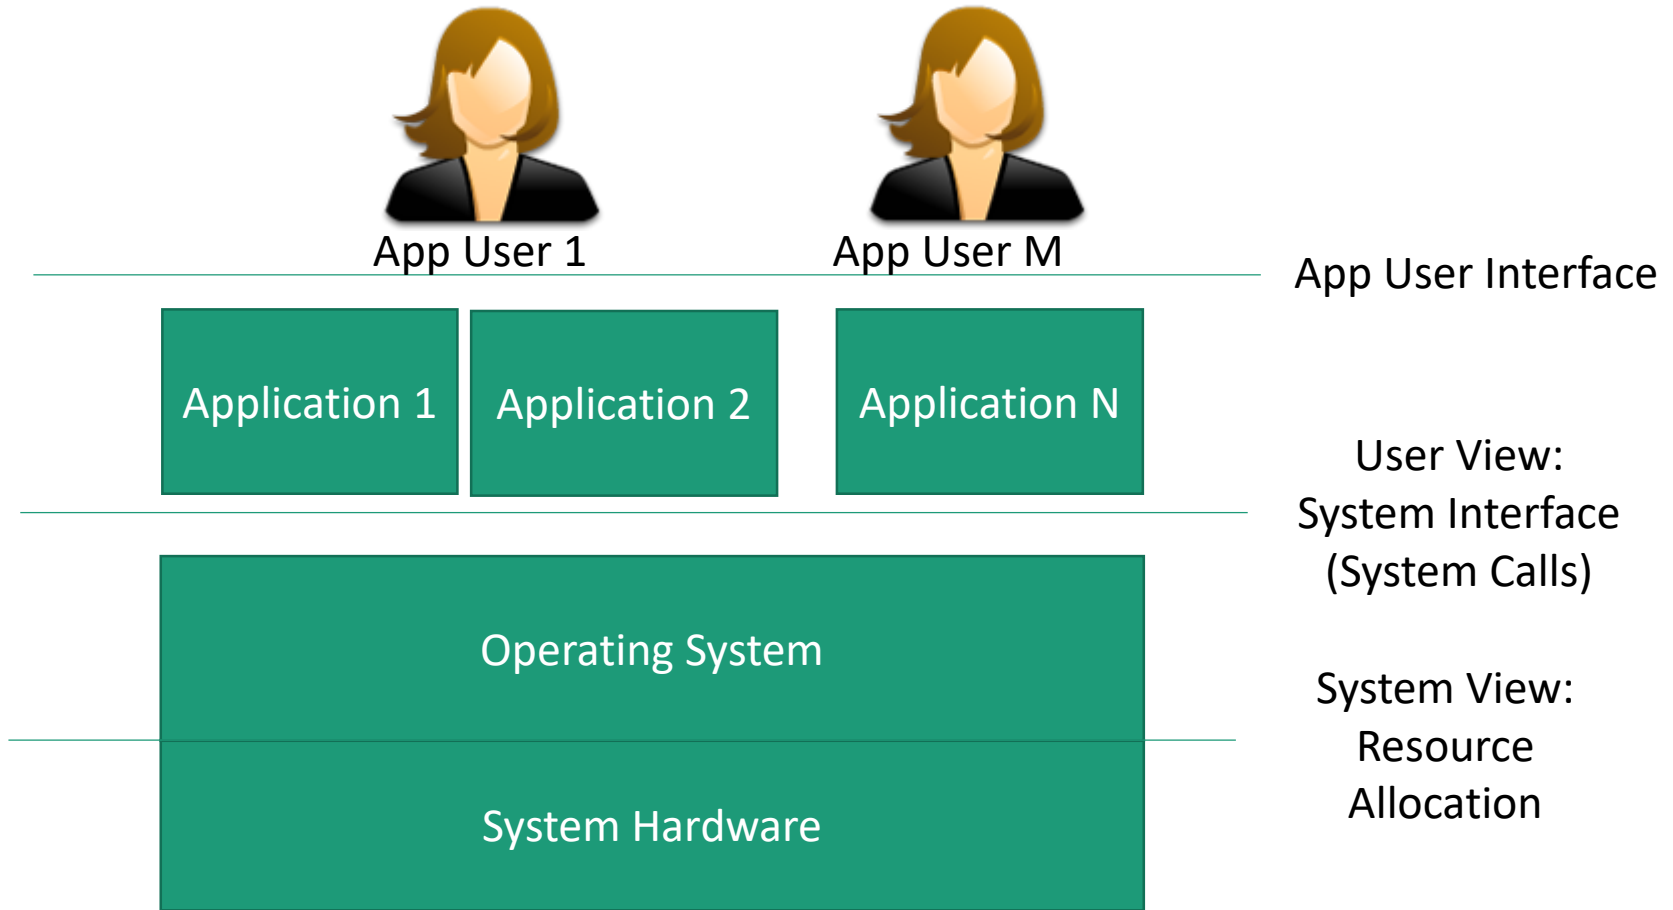 App User 1
App User M
App User Interface
Application 1
Application 2
Application N
User View:
System Interface
(System Calls)
Operating System
System View:
Resource
Allocation
System Hardware